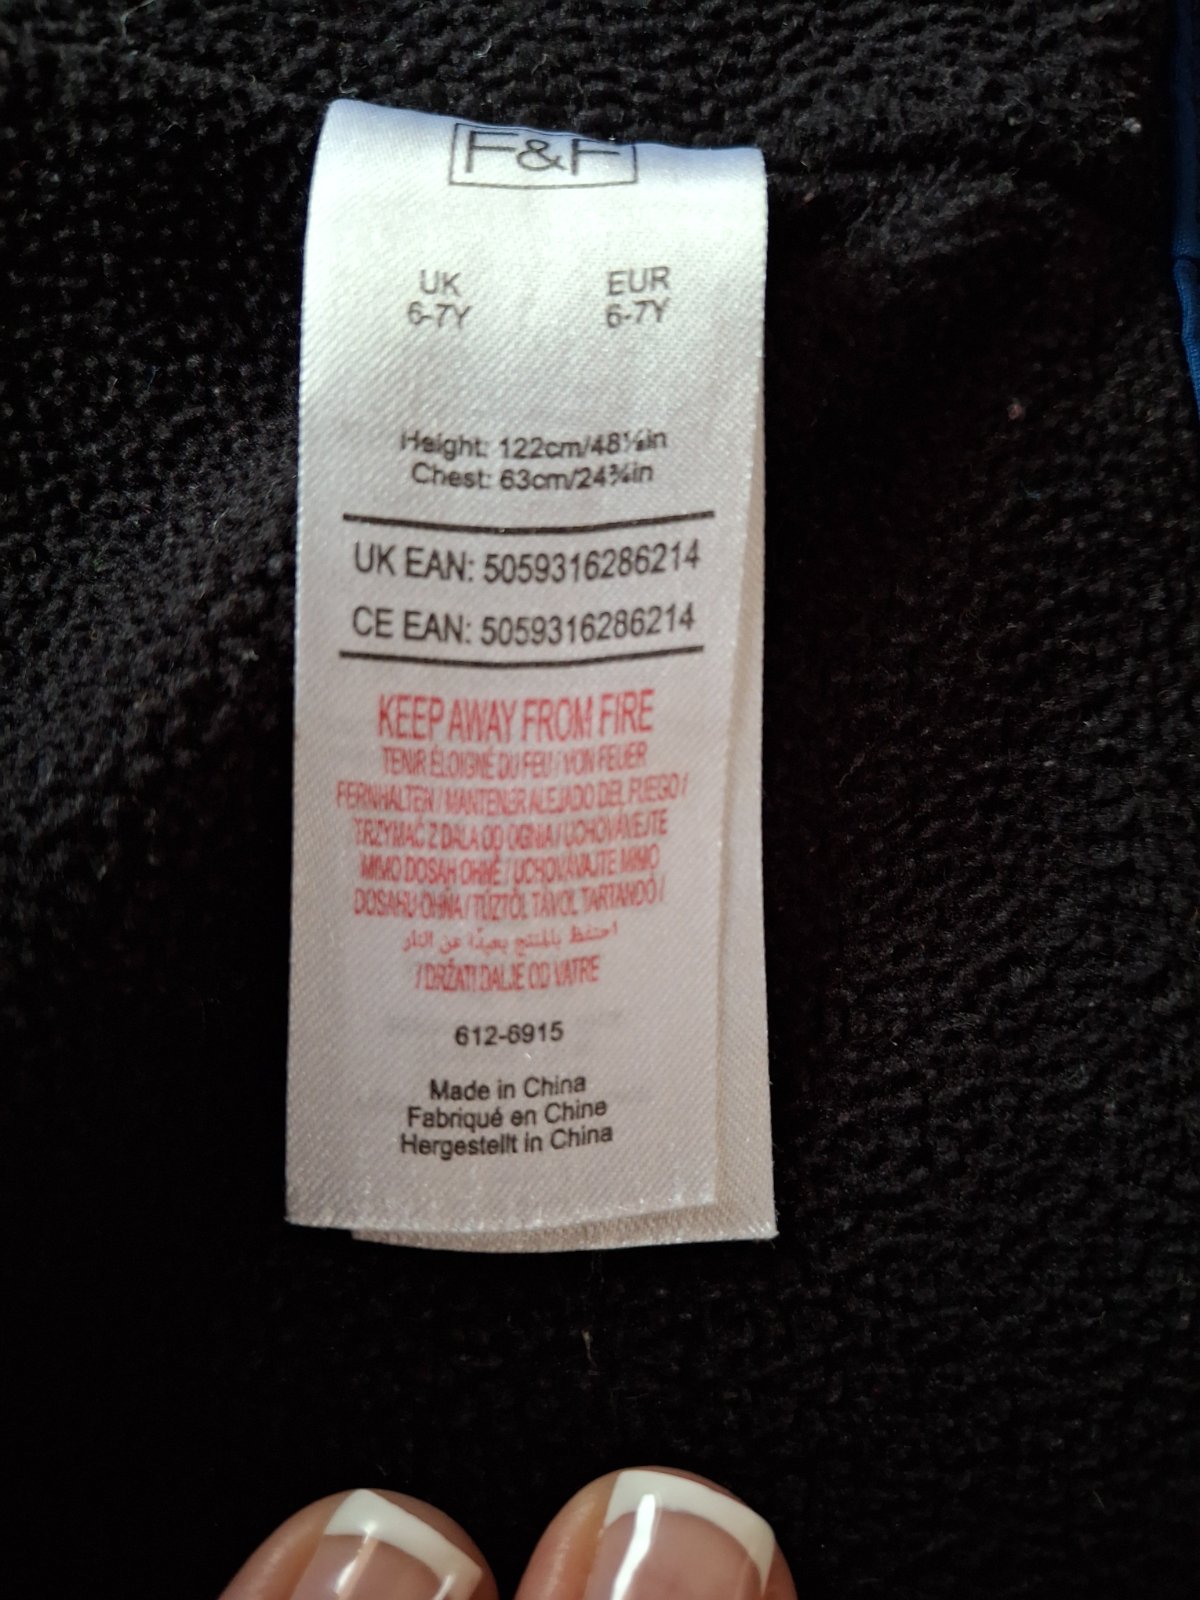 F&F
UK EUR
6-7Y 6-7Y
Height: 122cm/48⅛in
Chest: 63cm/24¾in
UK EAN: 5059316286214
CE EAN: 5059316286214
KEEP AWAY FROM FIRE
TENIR ÉLOIGNÉ DU FEU / VON FEUER
FERNHALTEN / MANTENER ALEJADO DEL FUEGO /
TRZYMAĆ Z DALA OD OGNIA / UCHOVÁVEJTE
MIMO DOSAH OHNĚ / UCHOVÁVAJTE MIMO
DOSAHU OHŇA / TŰZTŐL TÁVOL TARTANDÓ /
احتفظ بالمنتج بعيدًا عن النار
/ DRŽATI DALJE OD VATRE
612-6915
Made in China
Fabriqué en Chine
Hergestellt in China